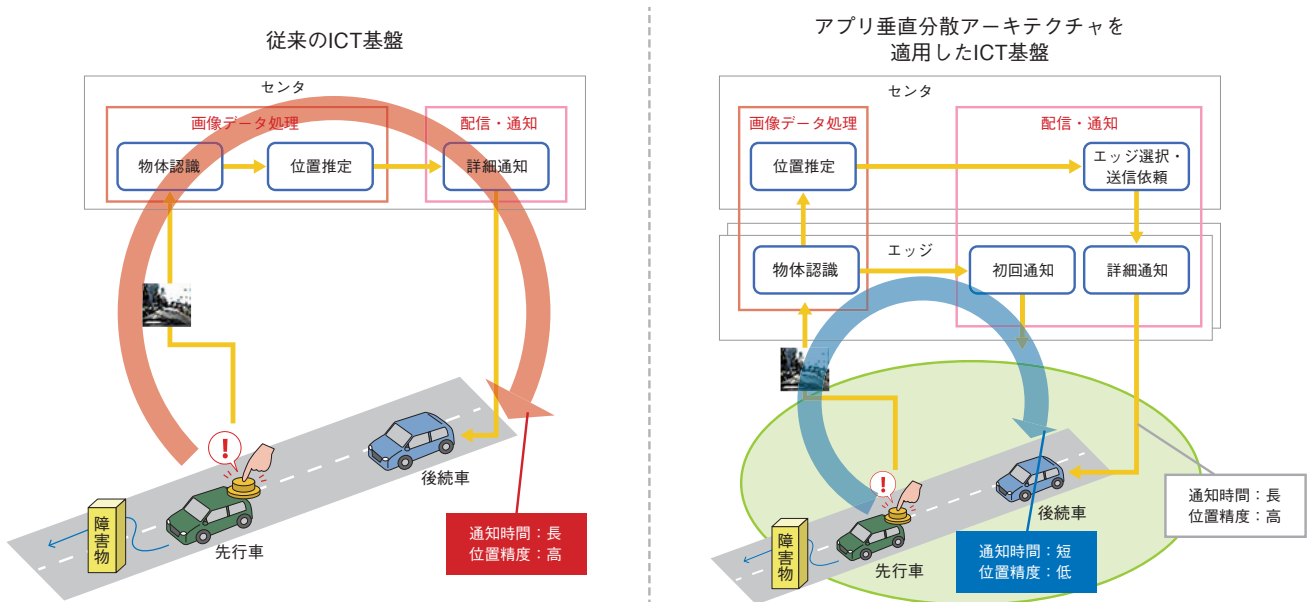 従来のICT基盤
センタ
画像データ処理
配信・通知
物体認識
位置推定
詳細通知
!
後続車
障害物
先行車
通知時間：長
位置精度：高
アプリ垂直分散アーキテクチャを
適用したICT基盤
センタ
画像データ処理
配信・通知
位置推定
エッジ選択・
送信依頼
エッジ
物体認識
初回通知
詳細通知
!
後続車
障害物
先行車
通知時間：短
位置精度：低
通知時間：長
位置精度：高